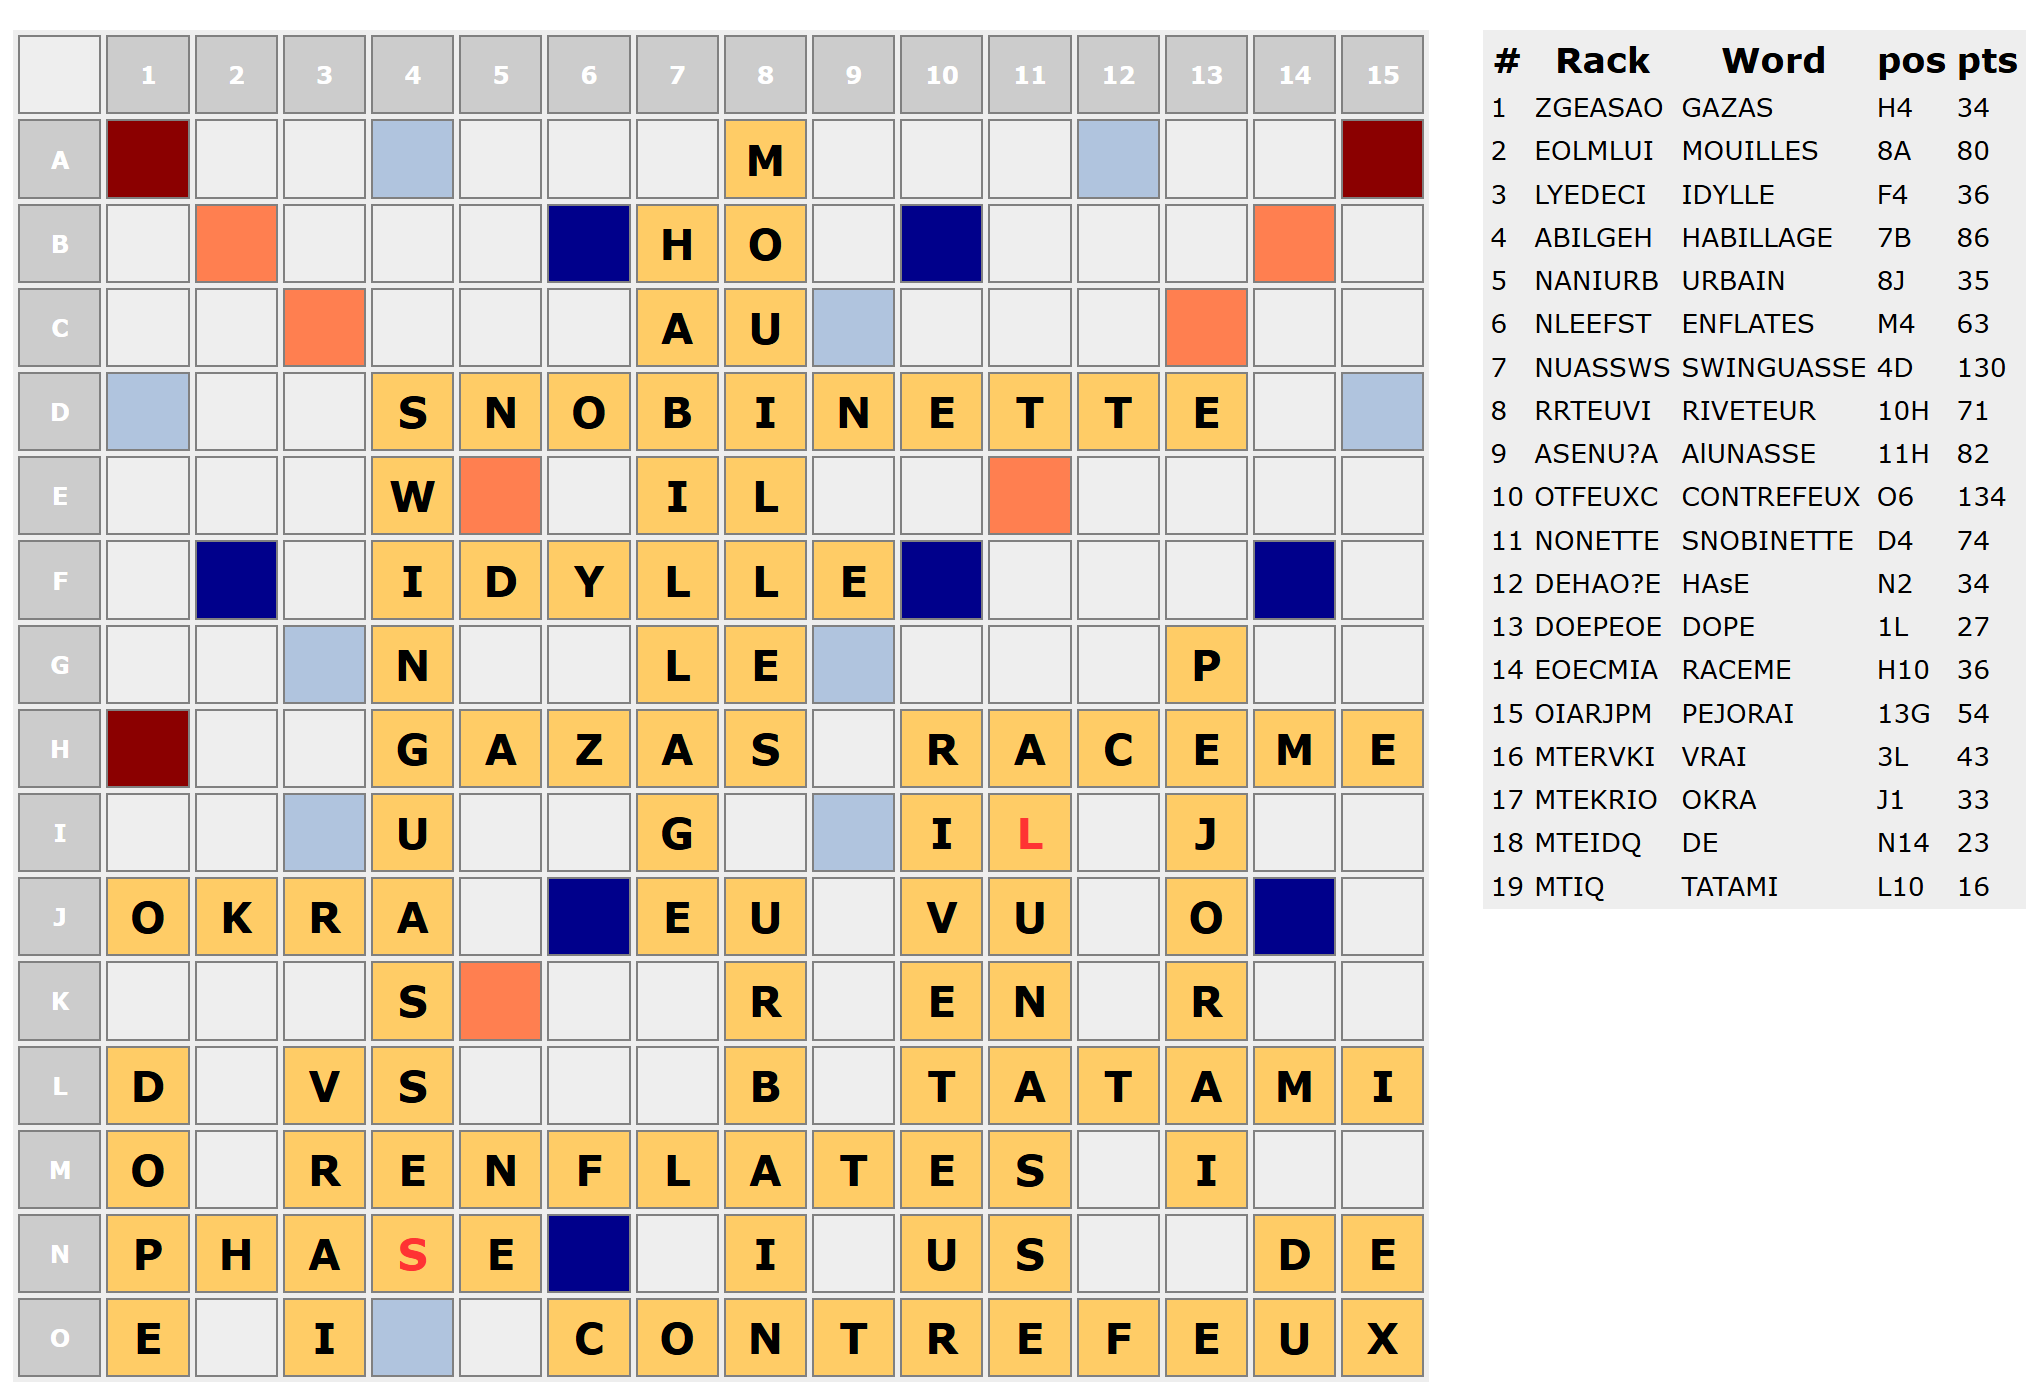 1 2 3 4 5 6 7 8 9 10 11 12 13 14 15
A M
B H O
C A U
D S N O B I N E T T E
E W I L
F I D Y L L E
G N L E P
H G A Z A S R A C E M E
I U G I L J
J O K R A E U V U O
K S R E N R
L D V S B T A T A M I
M O R E N F L A T E S I
N P H A S E I U S D E
O E I C O N T R E F E U X
# Rack Word pos pts
1 ZGEASAO GAZAS H4 34
2 EOLMLUI MOUILLES 8A 80
3 LYEDECI IDYLLE F4 36
4 ABILGEH HABILLAGE 7B 86
5 NANIURB URBAIN 8J 35
6 NLEEFST ENFLATES M4 63
7 NUASSWS SWINGUASSE 4D 130
8 RRTEUVI RIVETEUR 10H 71
9 ASENU?A AlUNASSE 11H 82
10 OTFEUXC CONTREFEUX O6 134
11 NONETTE SNOBINETTE D4 74
12 DEHAO?E HAsE N2 34
13 DOEPEOE DOPE 1L 27
14 EOECMIA RACEME H10 36
15 OIARJPM PEJORAI 13G 54
16 MTERVKI VRAI 3L 43
17 MTEKRIO OKRA J1 33
18 MTEIDQ DE N14 23
19 MTIQ TATAMI L10 16